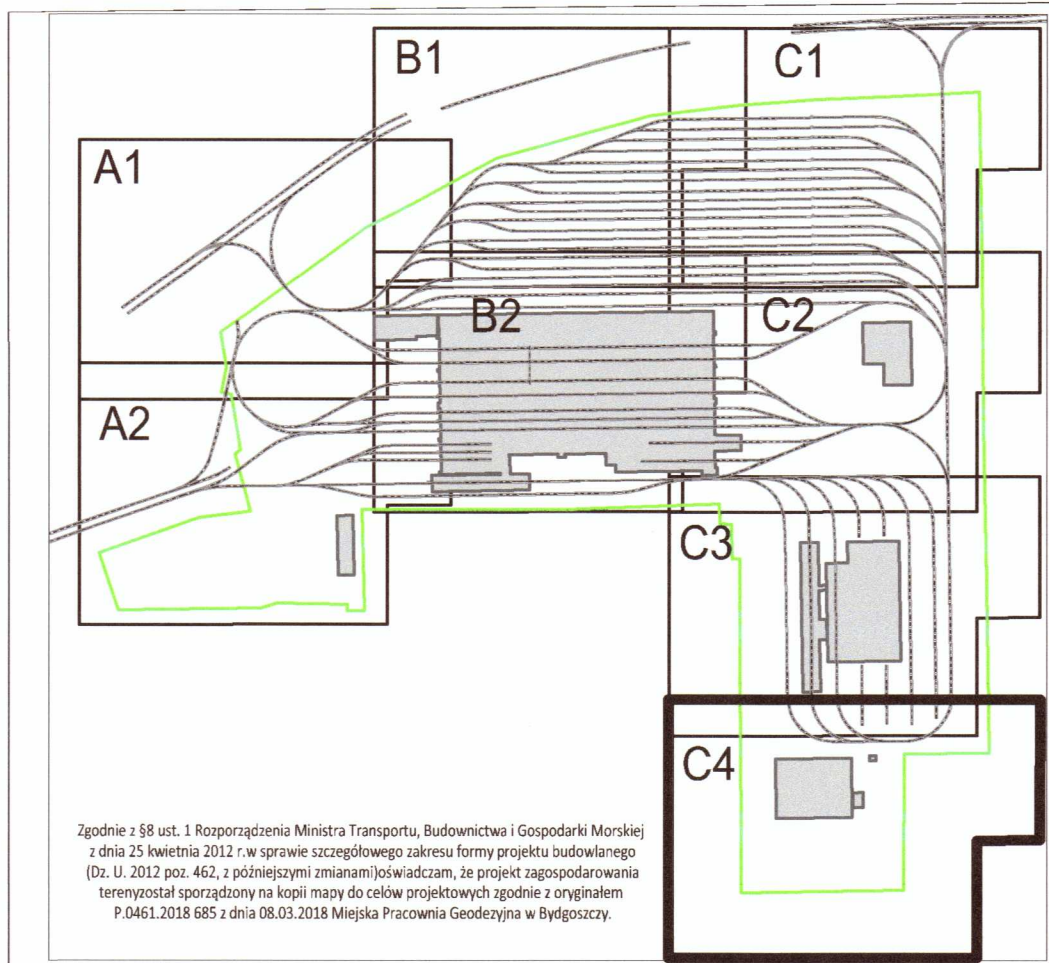 B1
C1
A1
B2
C2
A2
C3
C4
Zgodnie z §8 ust. 1 Rozporządzenia Ministra Transportu, Budownictwa i Gospodarki Morskiej
z dnia 25 kwietnia 2012 r.w sprawie szczegółowego zakresu formy projektu budowlanego
(Dz. U. 2012 poz. 462, z późniejszymi zmianami)oświadczam, że projekt zagospodarowania
terenyzostał sporządzony na kopii mapy do celów projektowych zgodnie z oryginałem
P.0461.2018 685 z dnia 08.03.2018 Miejska Pracownia Geodezyjna w Bydgoszczy.